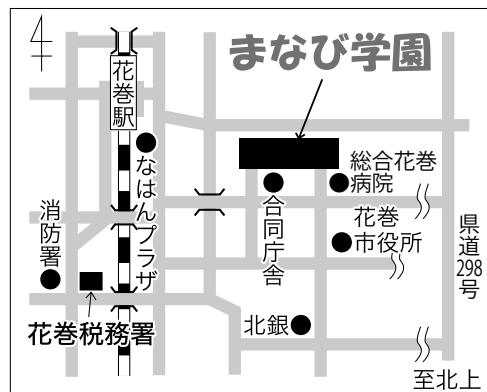 まなび学園
花巻駅
なはんプラザ
総合花巻
病院
合同庁舎
花巻
市役所
消防署
県道298号
花巻税務署
北銀
至北上